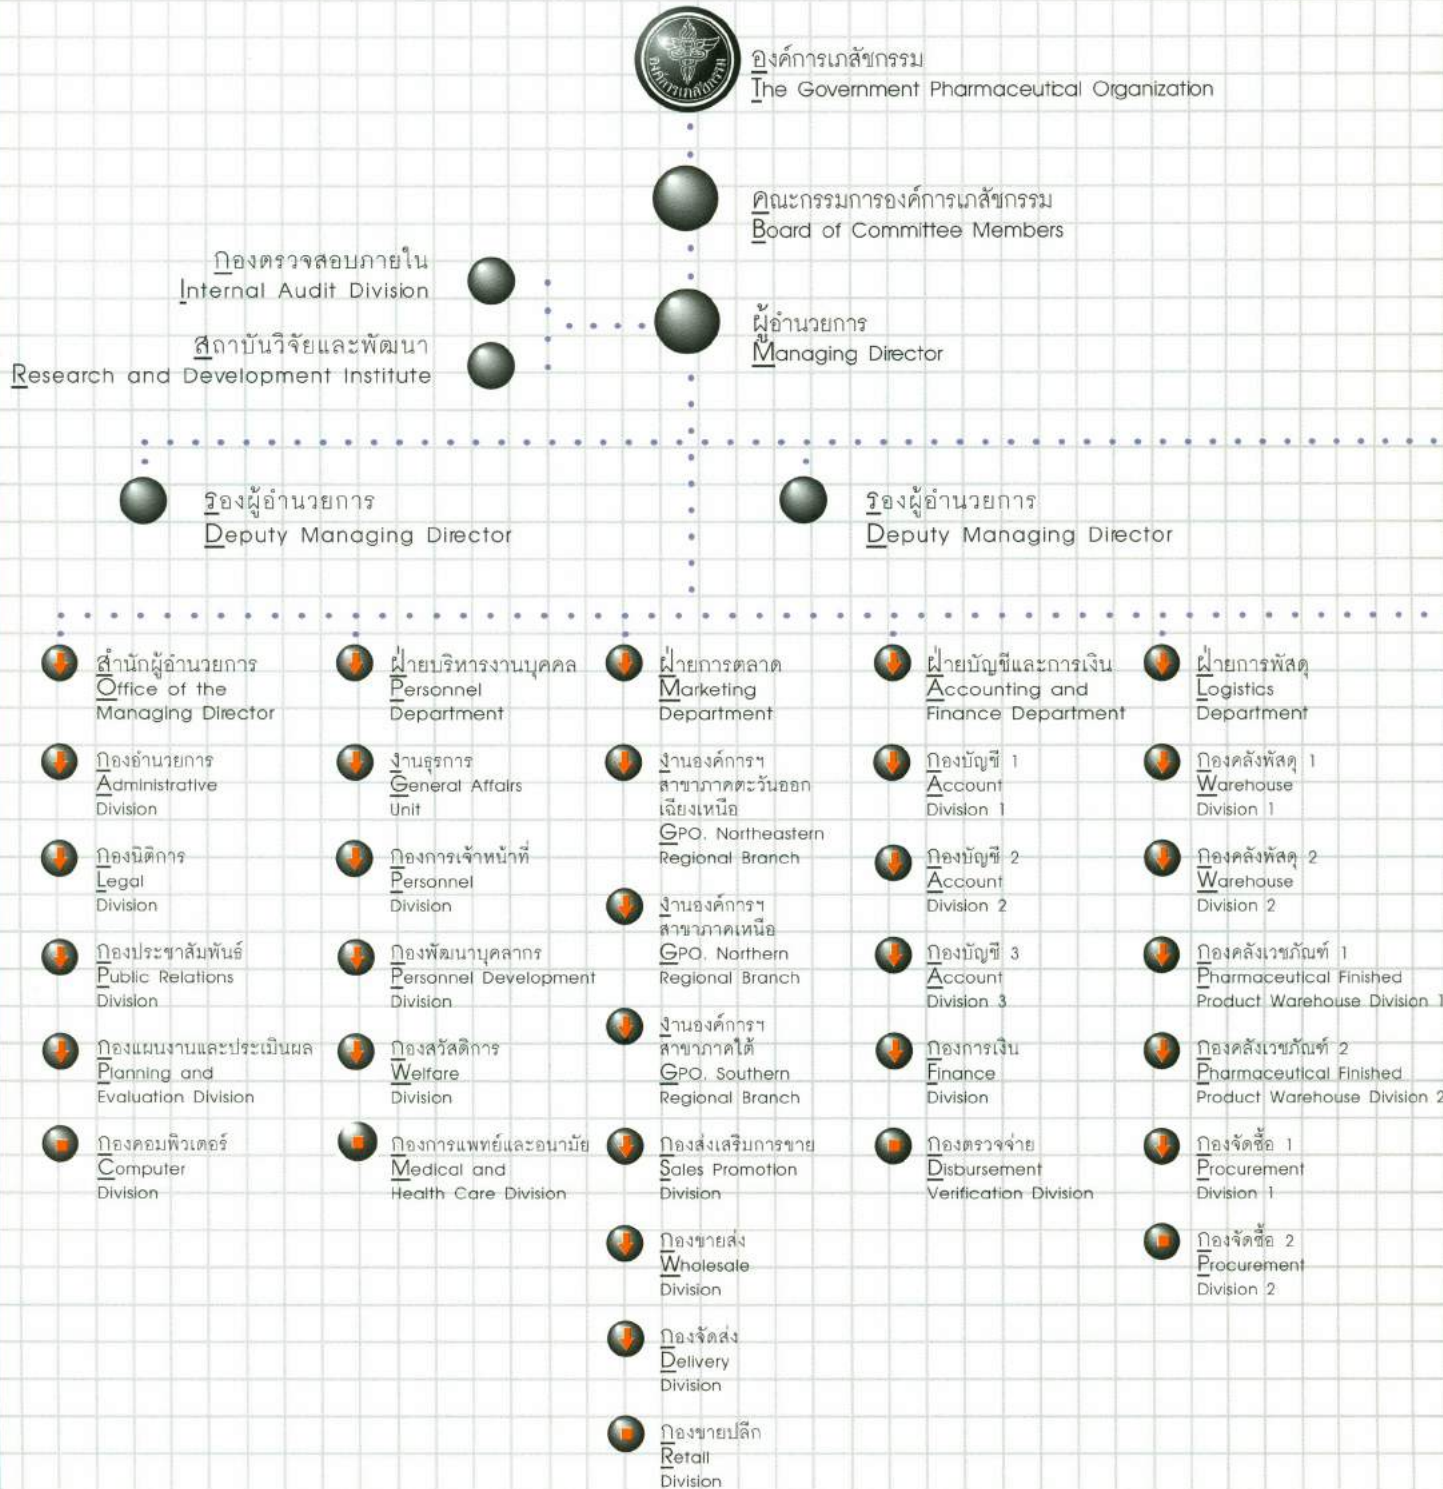 องค์การเภสัชกรรม
องค์การเภสัชกรรม
The Government Pharmaceutical Organization
คณะกรรมการองค์การเภสัชกรรม
Board of Committee Members
กองตรวจสอบภายใน
Internal Audit Division
สถาบันวิจัยและพัฒนา
Research and Development Institute
ผู้อำนวยการ
Managing Director
รองผู้อำนวยการ
Deputy Managing Director
รองผู้อำนวยการ
Deputy Managing Director
สำนักผู้อำนวยการ
Office of the
Managing Director
กองอำนวยการ
Administrative
Division
กองนิติการ
Legal
Division
กองประชาสัมพันธ์
Public Relations
Division
กองแผนงานและประเมินผล
Planning and
Evaluation Division
กองคอมพิวเตอร์
Computer
Division
ฝ่ายบริหารงานบุคคล
Personnel
Department
งานธุรการ
General Affairs
Unit
กองการเจ้าหน้าที่
Personnel
Division
กองพัฒนาบุคลากร
Personnel Development
Division
กองสวัสดิการ
Welfare
Division
กองการแพทย์และอนามัย
Medical and
Health Care Division
ฝ่ายการตลาด
Marketing
Department
งานองค์การฯ
สาขาภาคตะวันออก
เฉียงเหนือ
GPO. Northeastern
Regional Branch
งานองค์การฯ
สาขาภาคเหนือ
GPO. Northern
Regional Branch
งานองค์การฯ
สาขาภาคใต้
GPO. Southern
Regional Branch
กองส่งเสริมการขาย
Sales Promotion
Division
กองขายส่ง
Wholesale
Division
กองจัดส่ง
Delivery
Division
กองขายปลีก
Retail
Division
ฝ่ายบัญชีและการเงิน
Accounting and
Finance Department
กองบัญชี 1
Account
Division 1
กองบัญชี 2
Account
Division 2
กองบัญชี 3
Account
Division 3
กองการเงิน
Finance
Division
กองตรวจจ่าย
Disbursement
Verification Division
ฝ่ายการพัสดุ
Logistics
Department
กองคลังพัสดุ 1
Warehouse
Division 1
กองคลังพัสดุ 2
Warehouse
Division 2
กองคลังเวชภัณฑ์ 1
Pharmaceutical Finished
Product Warehouse Division 1
กองคลังเวชภัณฑ์ 2
Pharmaceutical Finished
Product Warehouse Division 2
กองจัดซื้อ 1
Procurement
Division 1
กองจัดซื้อ 2
Procurement
Division 2